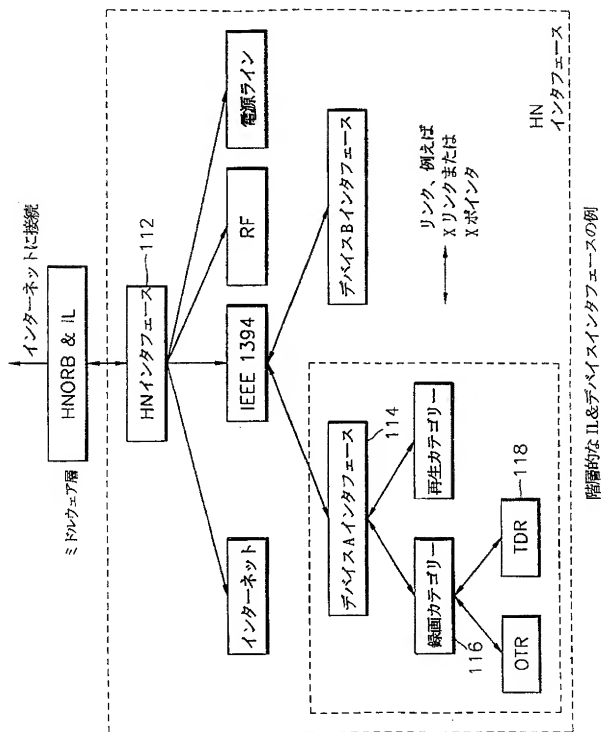 インターネットに接続
ミドルウェア層
HNORB & IL
HNインタフェース
112
インターネット
IEEE 1394
RF
電源ライン
デバイスAインタフェース
114
デバイスBインタフェース
録画カテゴリー
116
再生カテゴリー
OTR
TDR
118
リンク、例えば
Xリンクまたは
Xポインタ
HN
インタフェース
階層的なIL&デバイスインタフェースの例